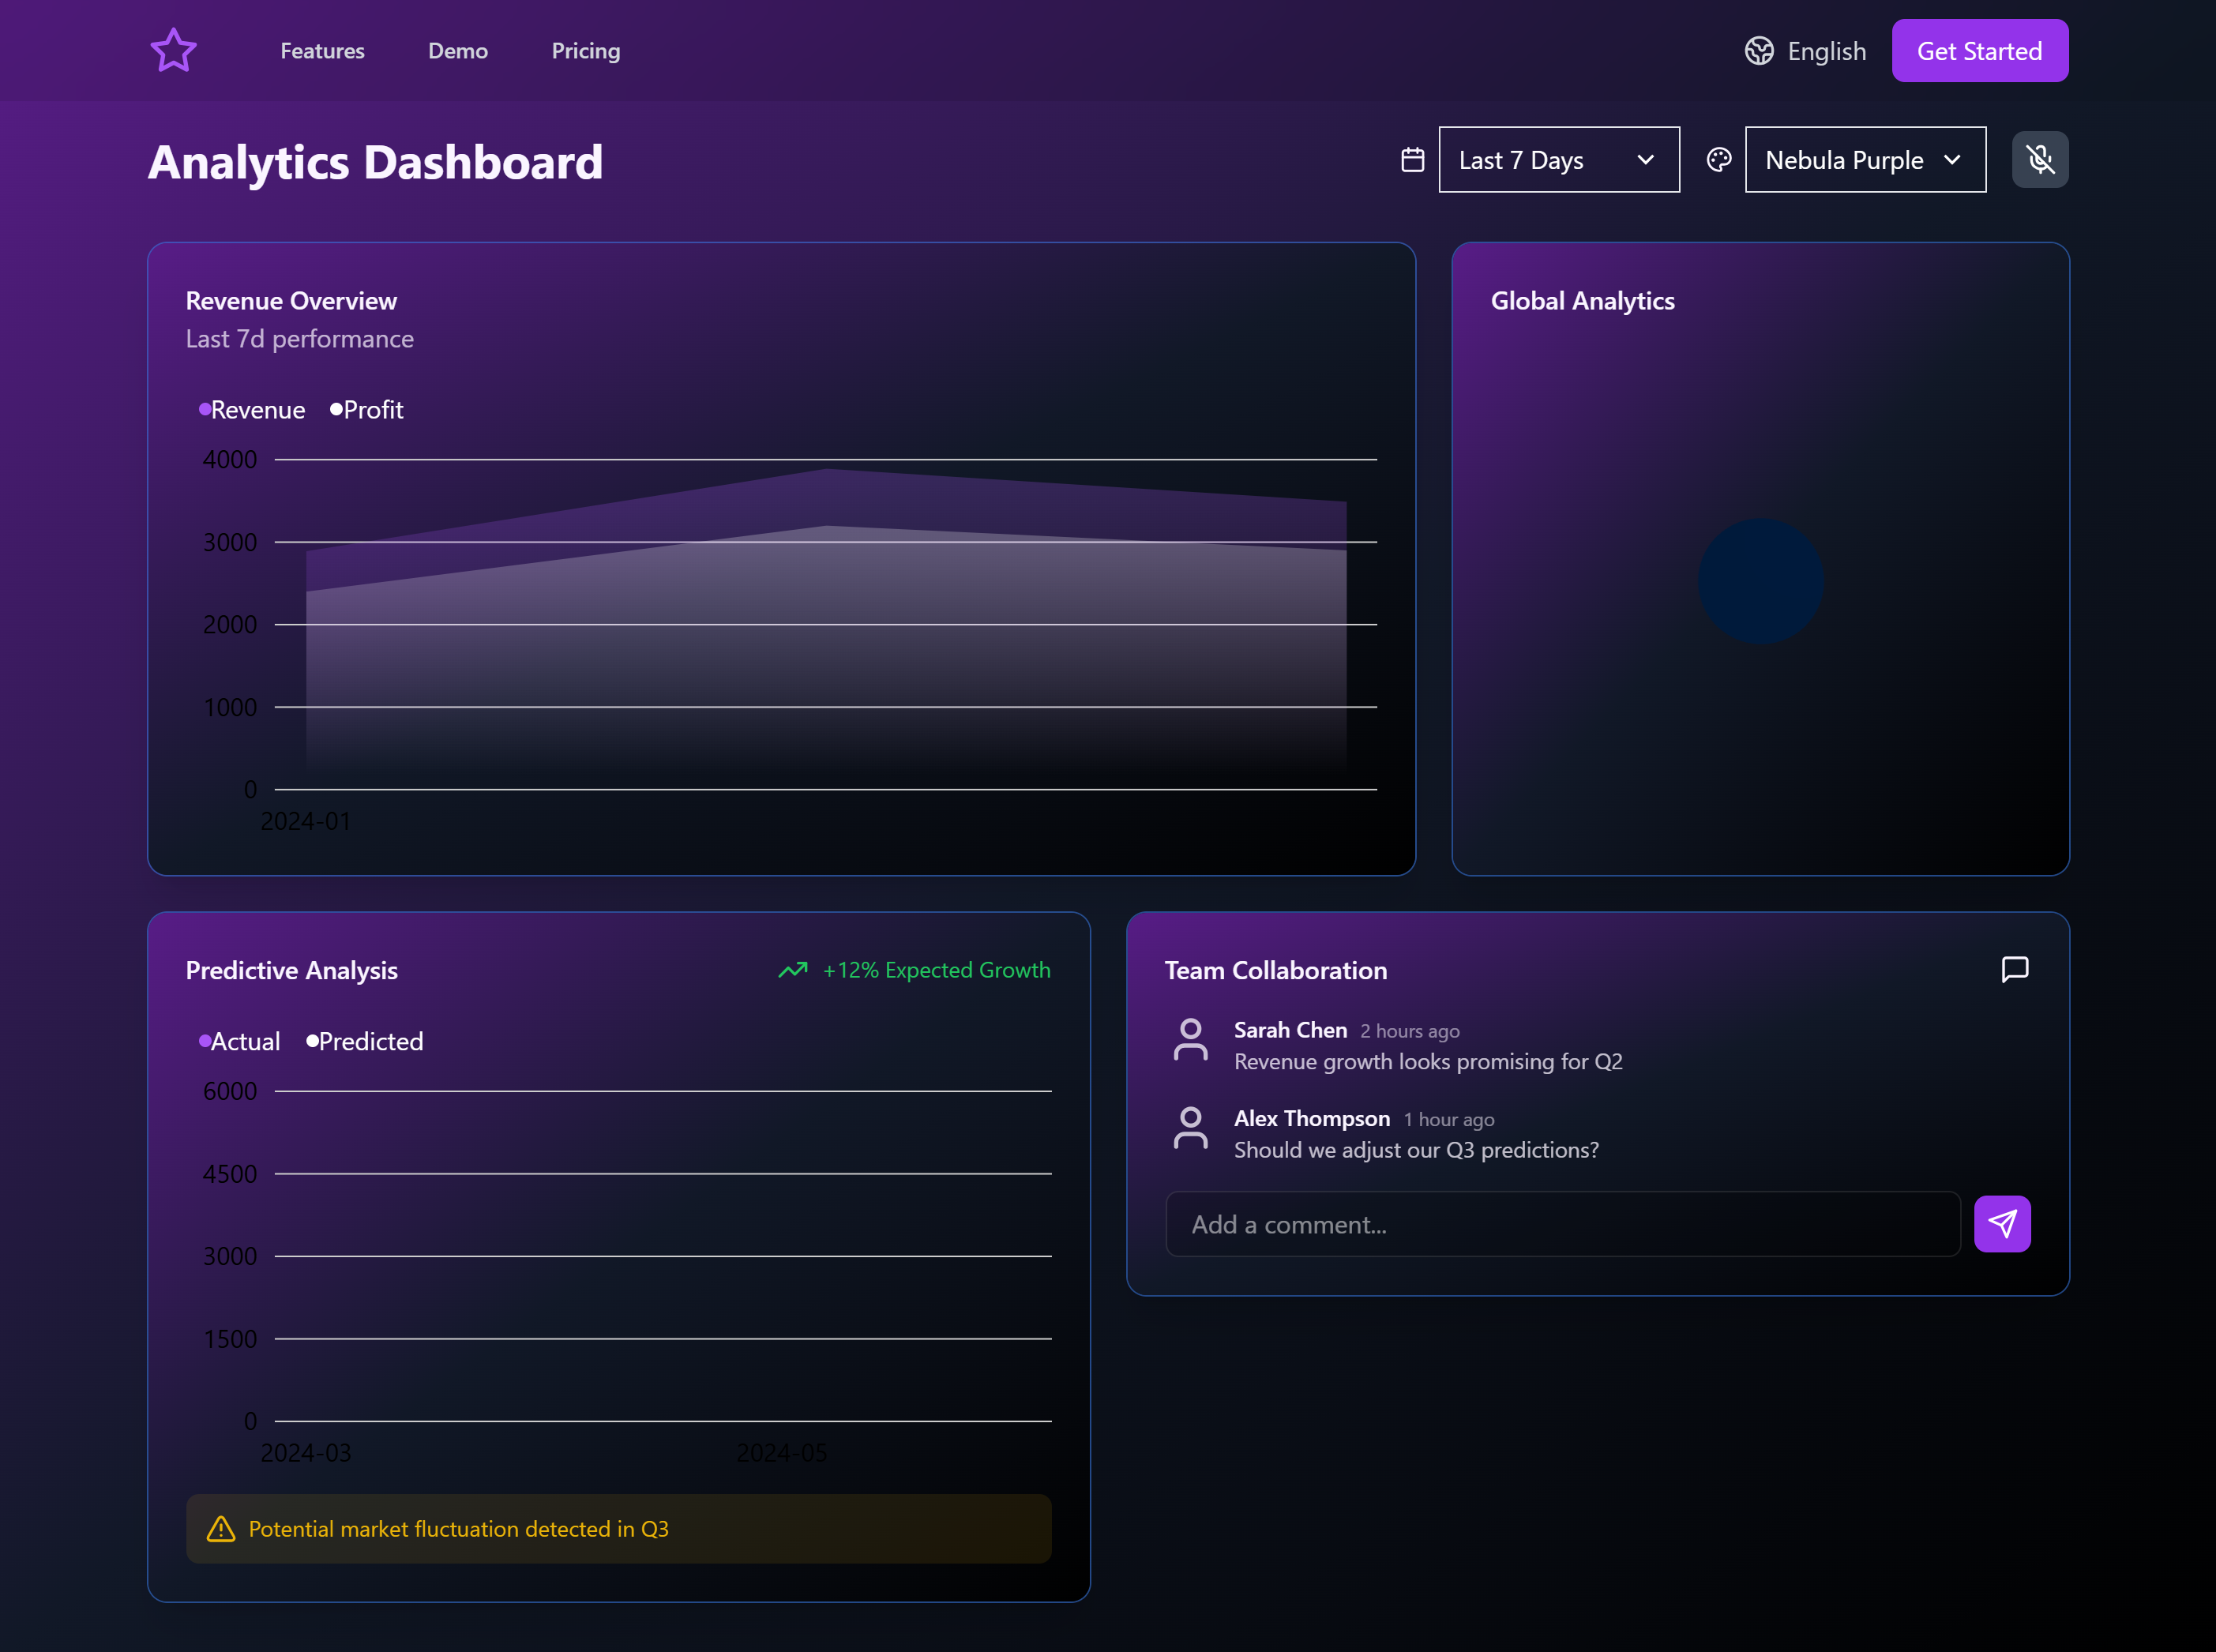 Features Demo Pricing English Get Started
Analytics Dashboard Last 7 Days Nebula Purple
Revenue Overview
Last 7d performance
Revenue Profit
4000
3000
2000
1000
0
2024-01
Global Analytics
Predictive Analysis +12% Expected Growth
Actual Predicted
6000
4500
3000
1500
0
2024-03 2024-05
Potential market fluctuation detected in Q3
Team Collaboration
Sarah Chen 2 hours ago
Revenue growth looks promising for Q2
Alex Thompson 1 hour ago
Should we adjust our Q3 predictions?
Add a comment...